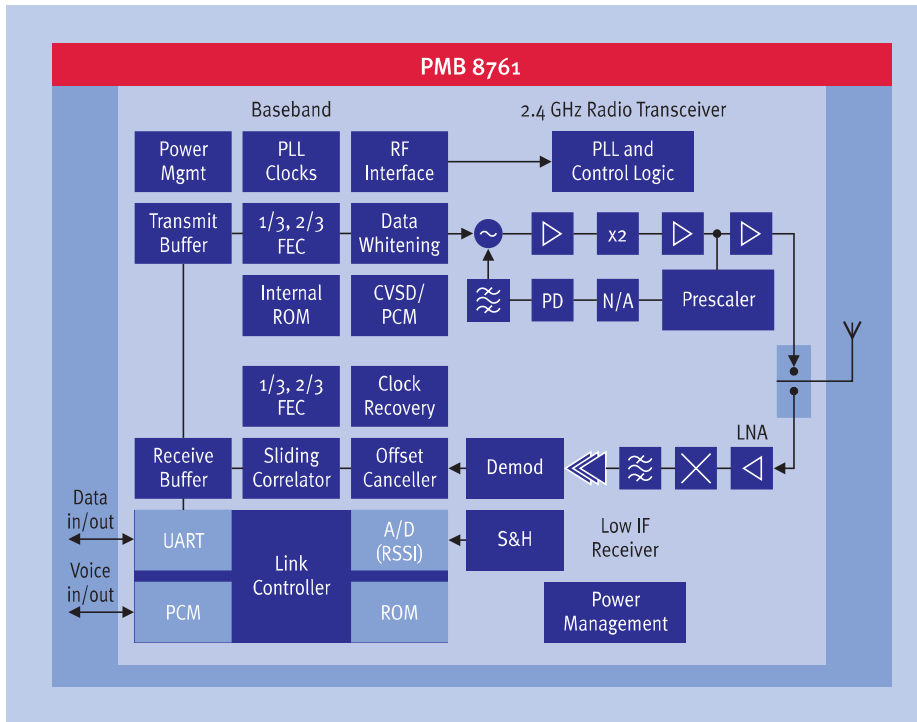 PMB 8761
Baseband
2.4 GHz Radio Transceiver
Power
Mgmt
PLL
Clocks
RF
Interface
PLL and
Control Logic
Transmit
Buffer
1/3, 2/3
FEC
Data
Whitening
x2
Internal
ROM
CVSD/
PCM
PD
N/A
Prescaler
1/3, 2/3
FEC
Clock
Recovery
LNA
Receive
Buffer
Sliding
Correlator
Offset
Canceller
Demod
Data
in/out
UART
Link
Controller
A/D
(RSSI)
S&H
Low IF
Receiver
Voice
in/out
PCM
ROM
Power
Management